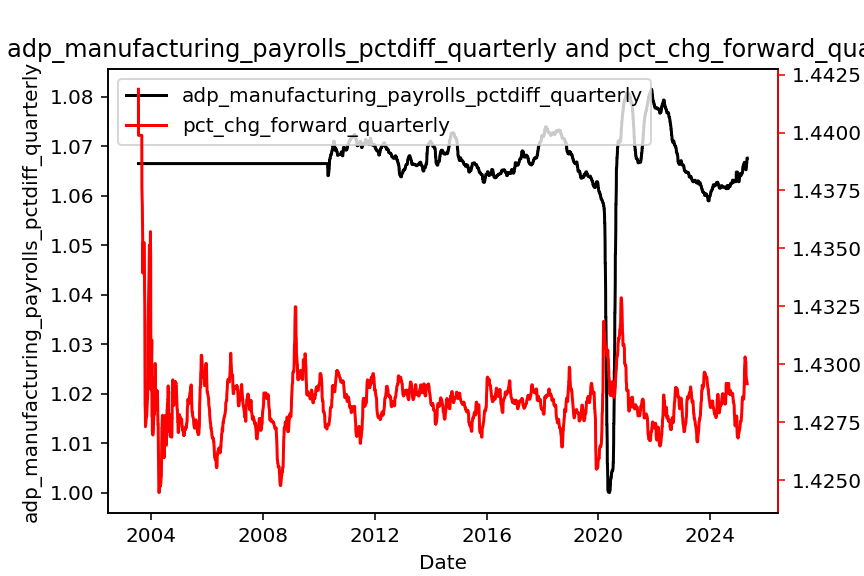 adp_manufacturing_payrolls_pctdiff_quarterly and pct_chg_forward_qua
adp_manufacturing_payrolls_pctdiff_quarterly
pct_chg_forward_quarterly
adp_manufacturing_payrolls_pctdiff_quarterly
1.08
1.07
1.06
1.05
1.04
1.03
1.02
1.01
1.00
1.4425
1.4400
1.4375
1.4350
1.4325
1.4300
1.4275
1.4250
2004 2008 2012 2016 2020 2024
Date